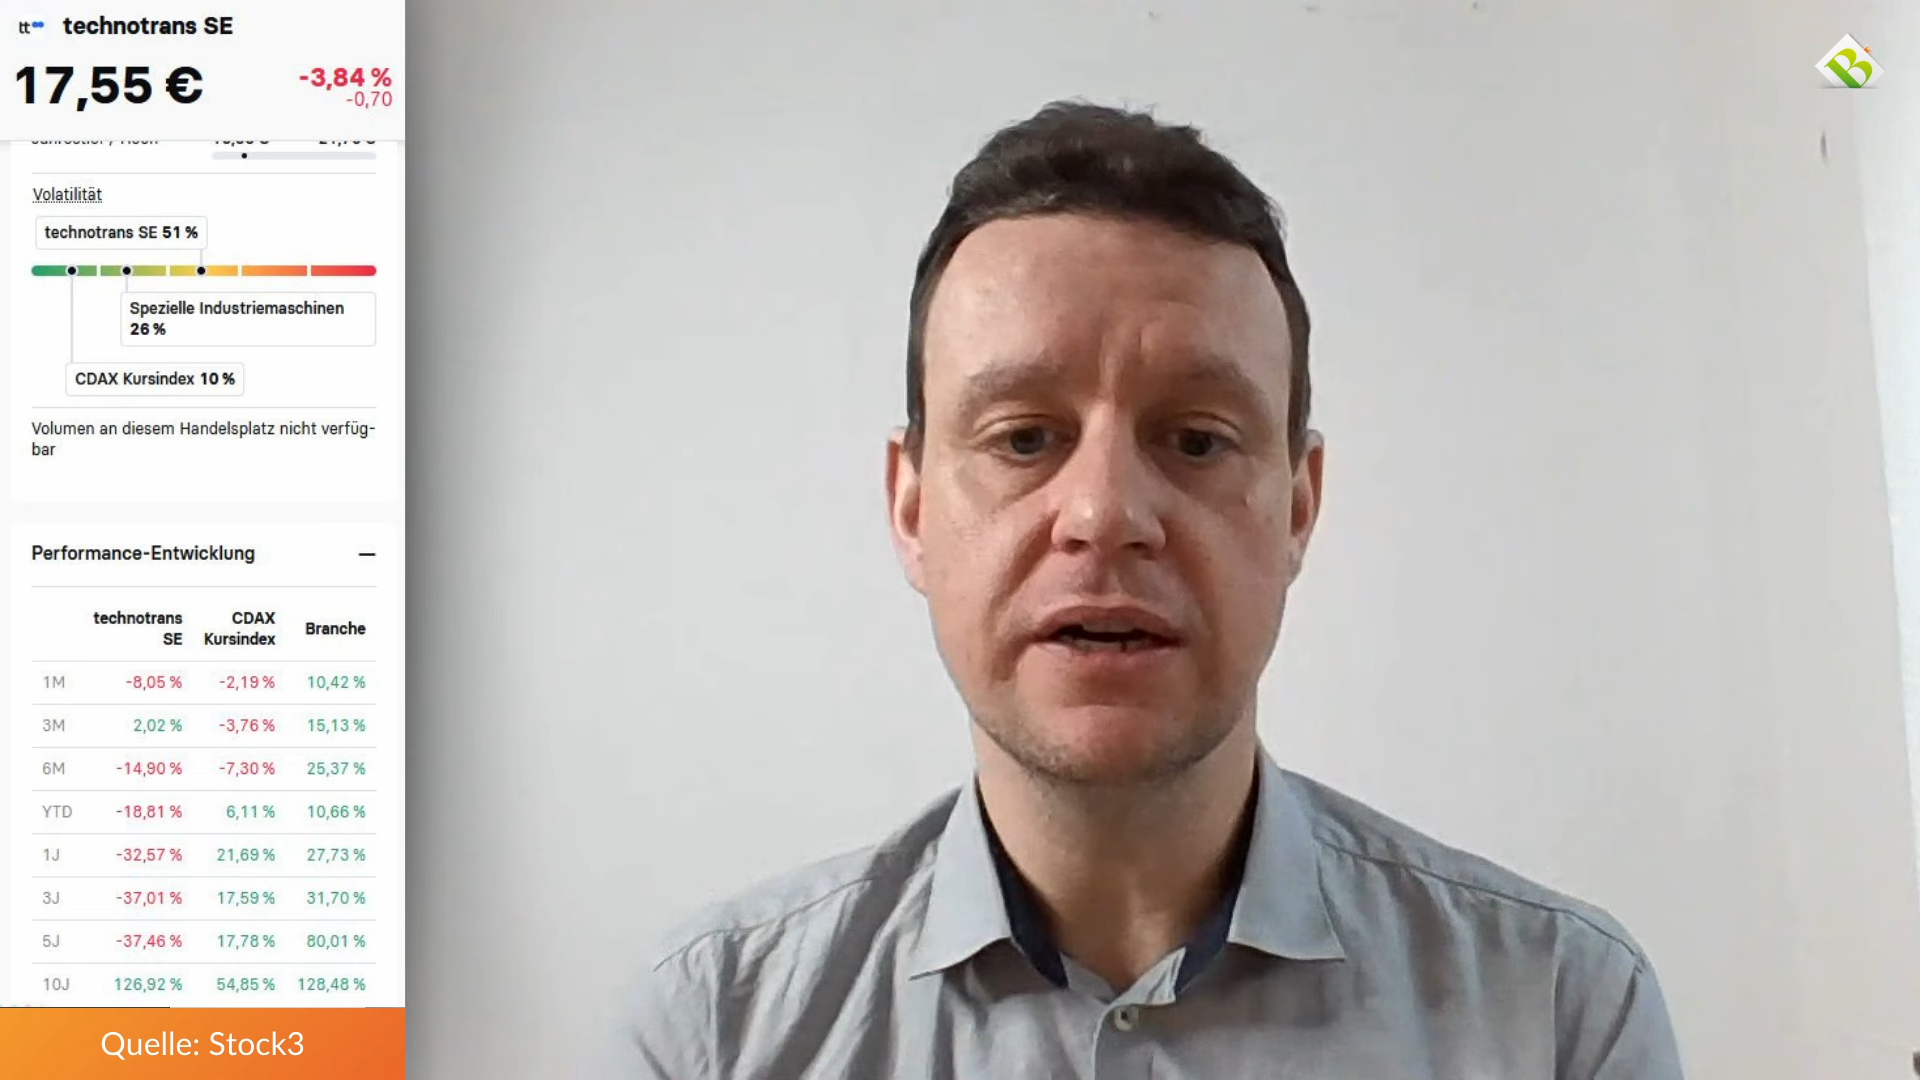 tt
technotrans SE
17,55 €
-3,84 %
-0,70
Volatilität
technotrans SE 51 %
Spezielle Industriemaschinen
26 %
CDAX Kursindex 10 %
Volumen an diesem Handelsplatz nicht verfüg-
bar
Performance-Entwicklung
technotrans SE CDAX Kursindex Branche
1M -8,05 % -2,19 % 10,42 %
3M 2,02 % -3,76 % 15,13 %
6M -14,90 % -7,30 % 25,37 %
YTD -18,81 % 6,11 % 10,66 %
1J -32,57 % 21,69 % 27,73 %
3J -37,01 % 17,59 % 31,70 %
5J -37,46 % 17,78 % 80,01 %
10J 126,92 % 54,85 % 128,48 %
Quelle: Stock3
B